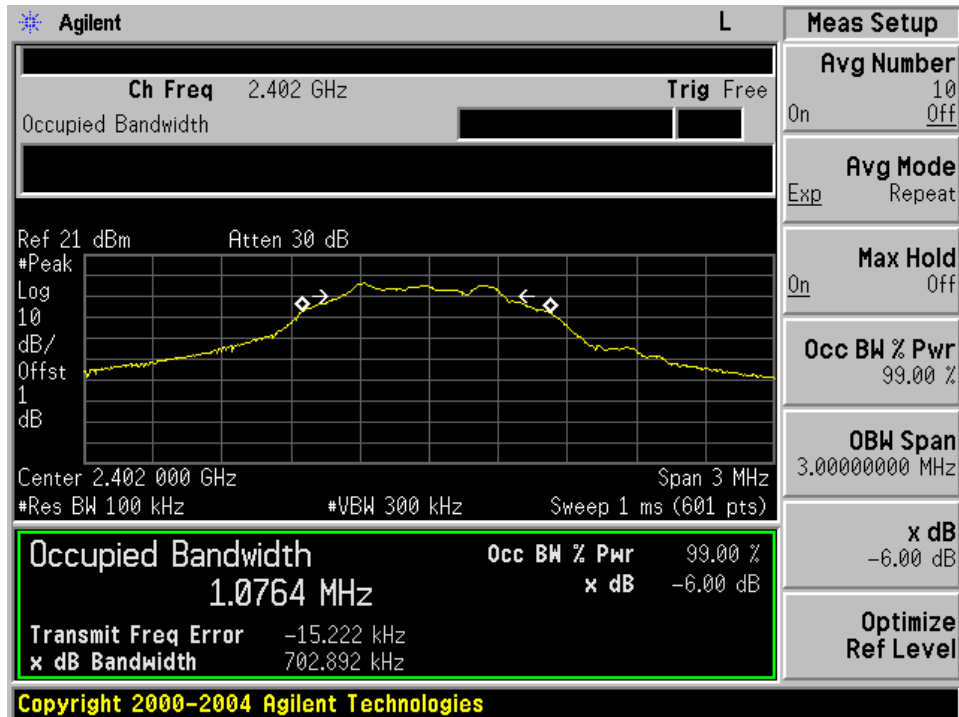 Agilent L Meas Setup
Ch Freq 2.402 GHz Trig Free
Occupied Bandwidth
Ref 21 dBm Atten 30 dB
#Peak
Log
10
dB/
Offst
1
dB
Center 2.402 000 GHz Span 3 MHz
#Res BW 100 kHz #VBW 300 kHz Sweep 1 ms (601 pts)
Occupied Bandwidth Occ BW % Pwr 99.00 %
1.0764 MHz x dB -6.00 dB
Transmit Freq Error -15.222 kHz
x dB Bandwidth 702.892 kHz
Copyright 2000-2004 Agilent Technologies
Avg Number
10
On Off
Avg Mode
Exp Repeat
Max Hold
On Off
Occ BW % Pwr
99.00 %
OBW Span
3.00000000 MHz
x dB
-6.00 dB
Optimize
Ref Level